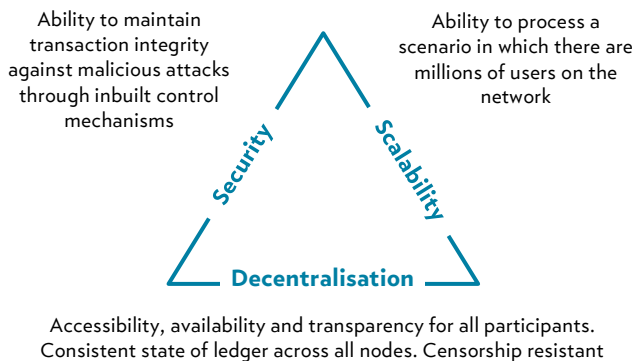 Ability to maintain
transaction integrity
against malicious attacks
through inbuilt control
mechanisms
Ability to process a
scenario in which there are
millions of users on the
network
Security
Scalability
Decentralisation
Accessibility, availability and transparency for all participants.
Consistent state of ledger across all nodes. Censorship resistant